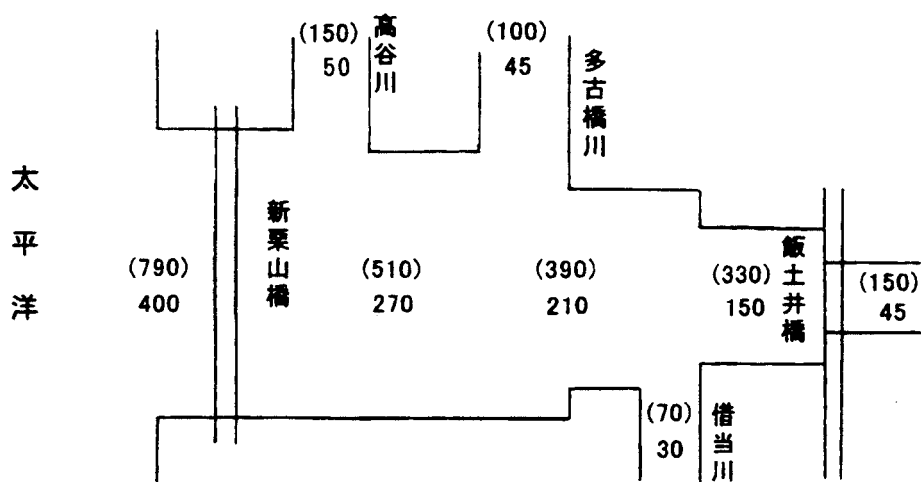 太平洋
(790)
400
新栗山橋
(150)
50
高谷川
(510)
270
(100)
45
多古橋川
(390)
210
(70)
30
借当川
(330)
150
飯土井橋
(150)
45